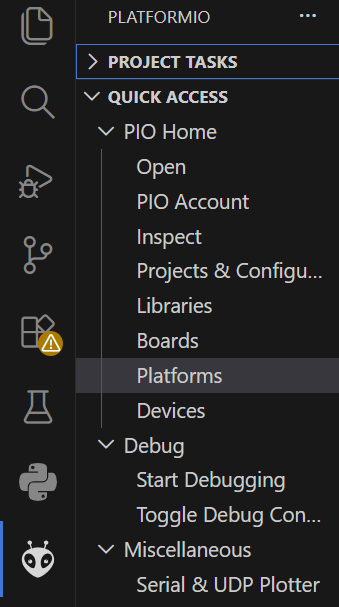 PLATFORMIO ···
PROJECT TASKS
QUICK ACCESS
PIO Home
Open
PIO Account
Inspect
Projects & Configu...
Libraries
Boards
Platforms
Devices
Debug
Start Debugging
Toggle Debug Con...
Miscellaneous
Serial & UDP Plotter